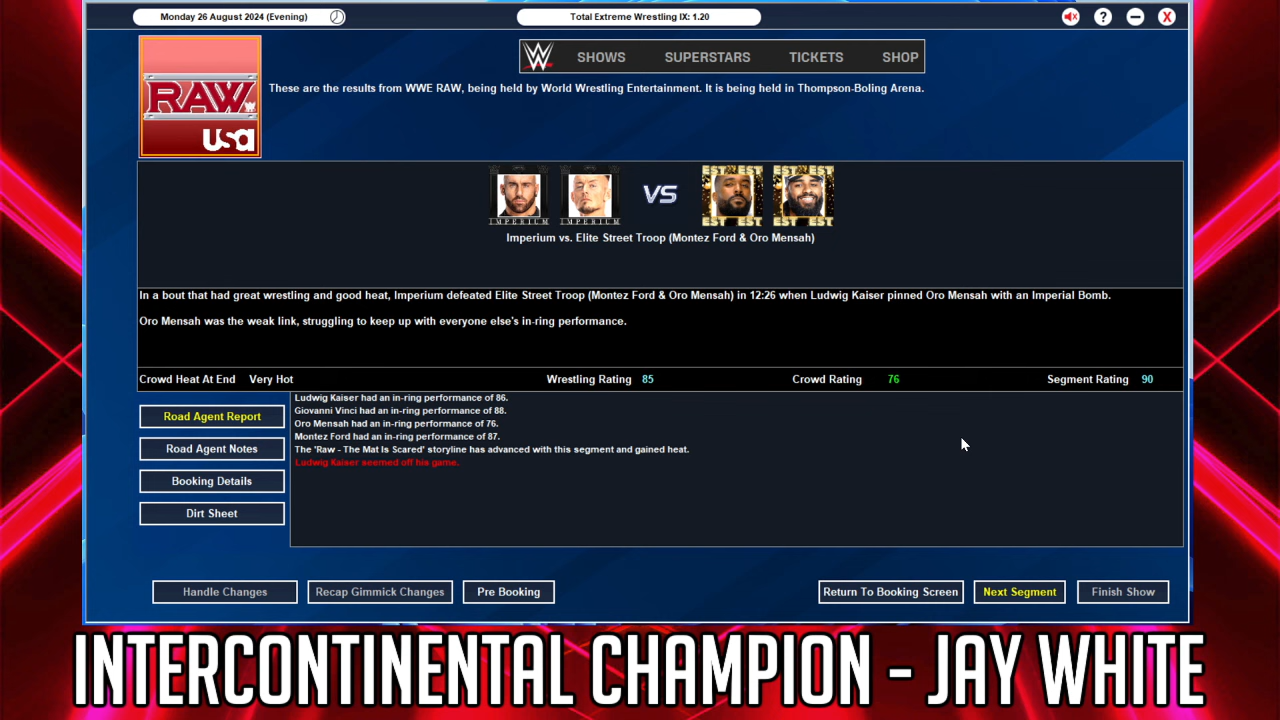 Monday 26 August 2024 (Evening)
Total Extreme Wrestling IX: 1.20
?
X
RAW
usa
W
SHOWS
SUPERSTARS
TICKETS
SHOP
These are the results from WWE RAW, being held by World Wrestling Entertainment. It is being held in Thompson-Boling Arena.
IMPERIUM
IMPERIUM
VS
EST EST
EST EST
EST EST
EST EST
Imperium vs. Elite Street Troop (Montez Ford & Oro Mensah)
In a bout that had great wrestling and good heat, Imperium defeated Elite Street Troop (Montez Ford & Oro Mensah) in 12:26 when Ludwig Kaiser pinned Oro Mensah with an Imperial Bomb.
Oro Mensah was the weak link, struggling to keep up with everyone else's in-ring performance.
Crowd Heat At End Very Hot
Wrestling Rating 85
Crowd Rating 76
Segment Rating 90
Road Agent Report
Road Agent Notes
Booking Details
Dirt Sheet
Ludwig Kaiser had an in-ring performance of 86.
Giovanni Vinci had an in-ring performance of 88.
Oro Mensah had an in-ring performance of 76.
Montez Ford had an in-ring performance of 87.
The 'Raw - The Mat Is Scared' storyline has advanced with this segment and gained heat.
Ludwig Kaiser seemed off his game.
Handle Changes
Recap Gimmick Changes
Pre Booking
Return To Booking Screen
Next Segment
Finish Show
INTERCONTINENTAL CHAMPION - JAY WHITE